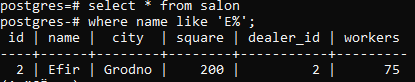 postgres=# select * from salon
postgres-# where name like 'E%';
 id | name | city | square | dealer_id | workers
----+------+--------+--------+-----------+---------
 2 | Efir | Grodno | 200 | 2 | 75